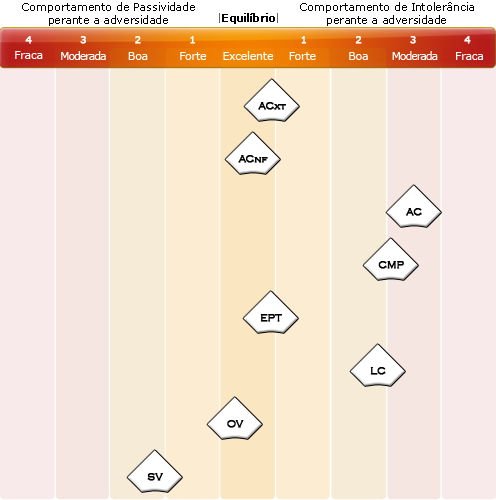 Comportamento de Passividade
perante a adversidade
|Equilíbrio|
Comportamento de Intolerância
perante a adversidade
4 3 2 1 1 2 3 4
Fraca Moderada Boa Forte Excelente Forte Boa Moderada Fraca
ACXT
ACNF
AC
CMP
EPT
LC
OV
SV